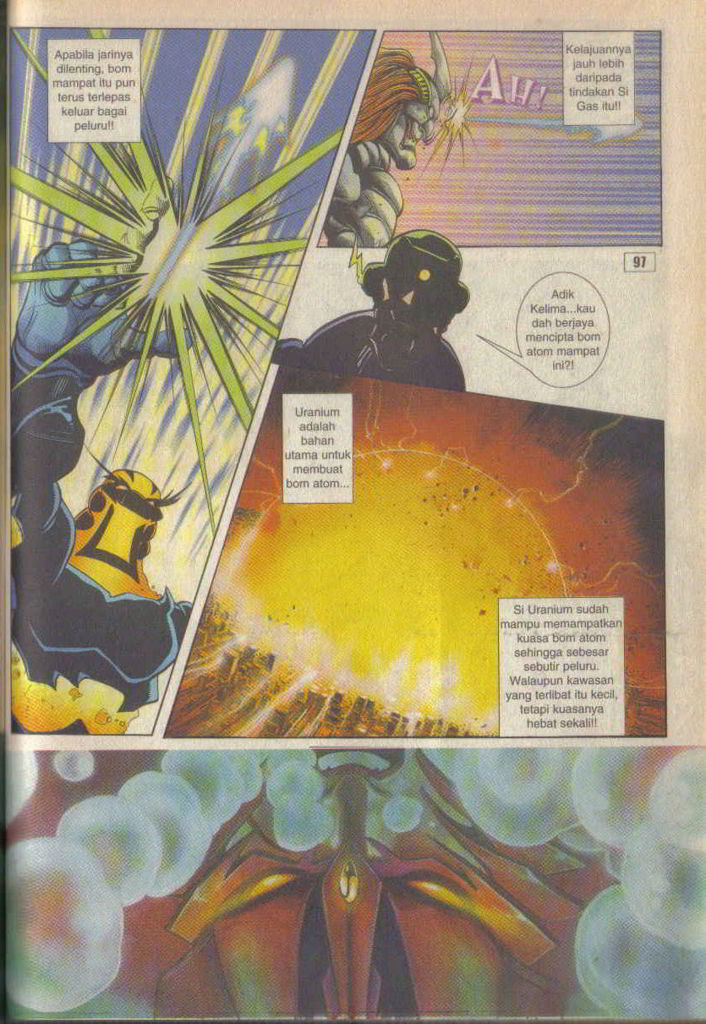 Apabila jarinya
dilenting, bom
mampat itu pun
terus terlepas
keluar bagai
peluru!!
Kelajuannya
jauh lebih
daripada
tindakan Si
Gas itu!!
AH!!
97
Adik
Kelima...kau
dah berjaya
mencipta bom
atom mampat
ini?!
Uranium
adalah
bahan
utama untuk
membuat
bom atom...
Si Uranium sudah
mampu memampatkan
kuasa bom atom
sehingga sebesar
sebutir peluru.
Walaupun kawasan
yang terlibat itu kecil,
tetapi kuasanya
hebat sekali!!